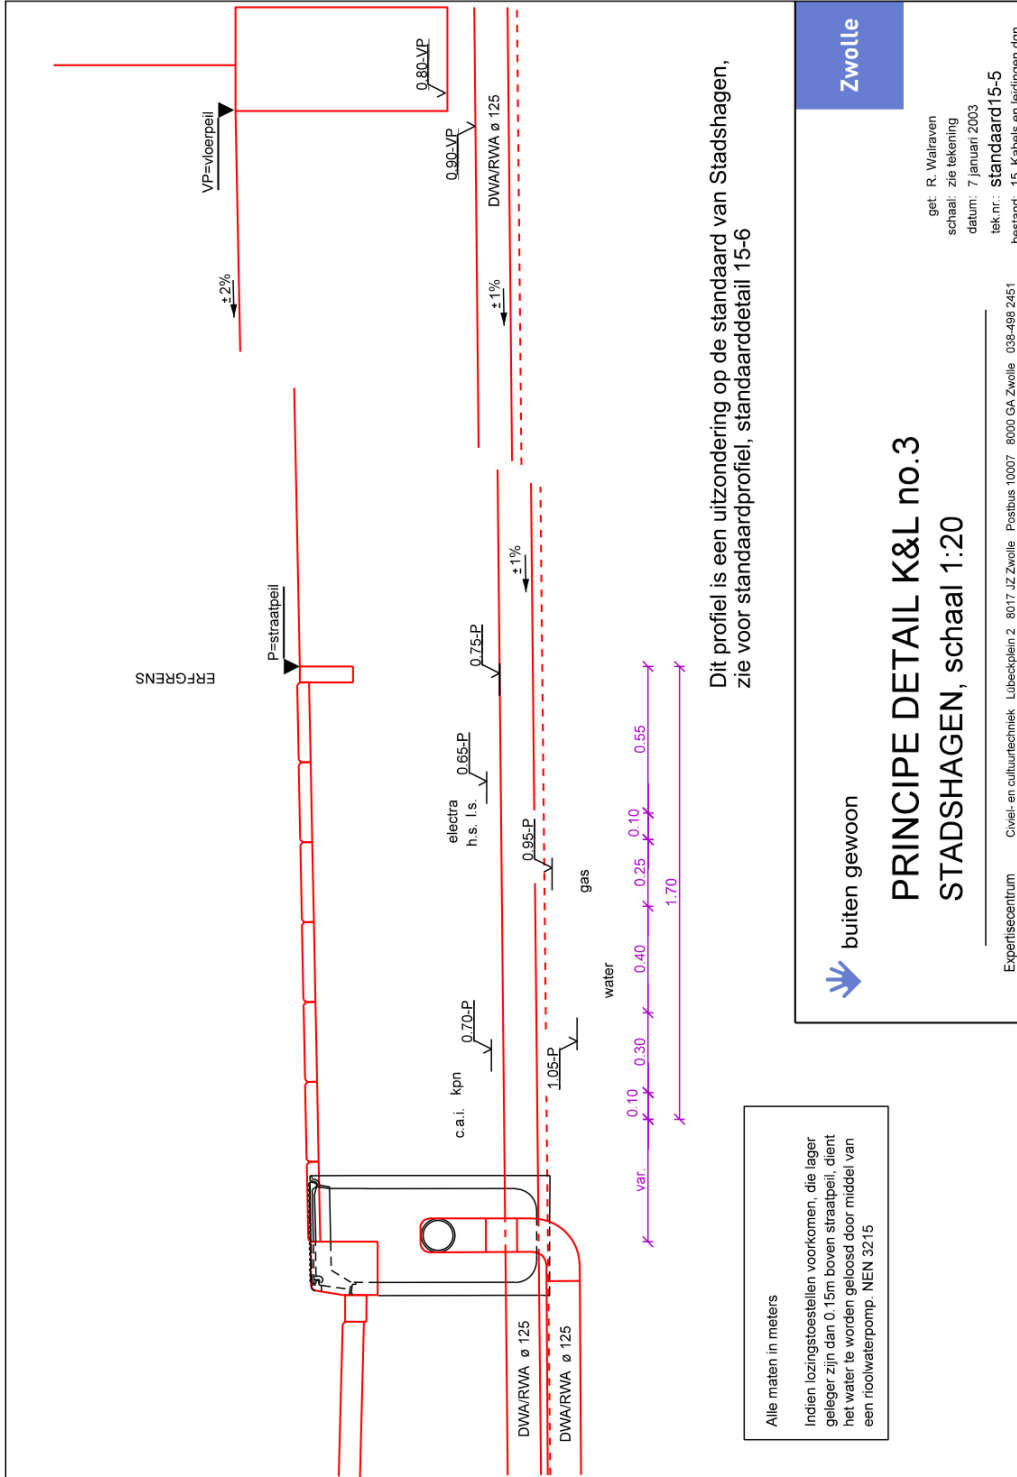 VP=vloerpeil
0.80-VP
0.90-VP
DWA/RWA ø 125
±2%
±1%
ERFGRENS
P=straatpeil
±1%
0.75-P
0.65-P
electra
h.s. l.s.
0.95-P
gas
water
0.70-P
c.a.i. kpn
1.05-P
var. 0.10 0.30 0.40 0.25 0.10 0.55
1.70
DWA/RWA ø 125
DWA/RWA ø 125
Dit profiel is een uitzondering op de standaard van Stadshagen,
zie voor standaardprofiel, standaarddetail 15-6
Alle maten in meters
Indien lozingstoestellen voorkomen, die lager
geleger zijn dan 0.15m boven straatpeil, dient
het water te worden geloosd door middel van
een rioolwaterpomp. NEN 3215
buiten gewoon
Zwolle
PRINCIPE DETAIL K&L no.3
STADSHAGEN, schaal 1:20
get: R. Walraven
schaal: zie tekening
datum: 7 januari 2003
tek.nr.: standaard15-5
bestand: 15. Kabels en leidingen.dgn
Expertisecentrum Civiel- en cultuurtechniek Lübeckplein 2 8017 JZ Zwolle Postbus 10007 8000 GA Zwolle 038-498 2451